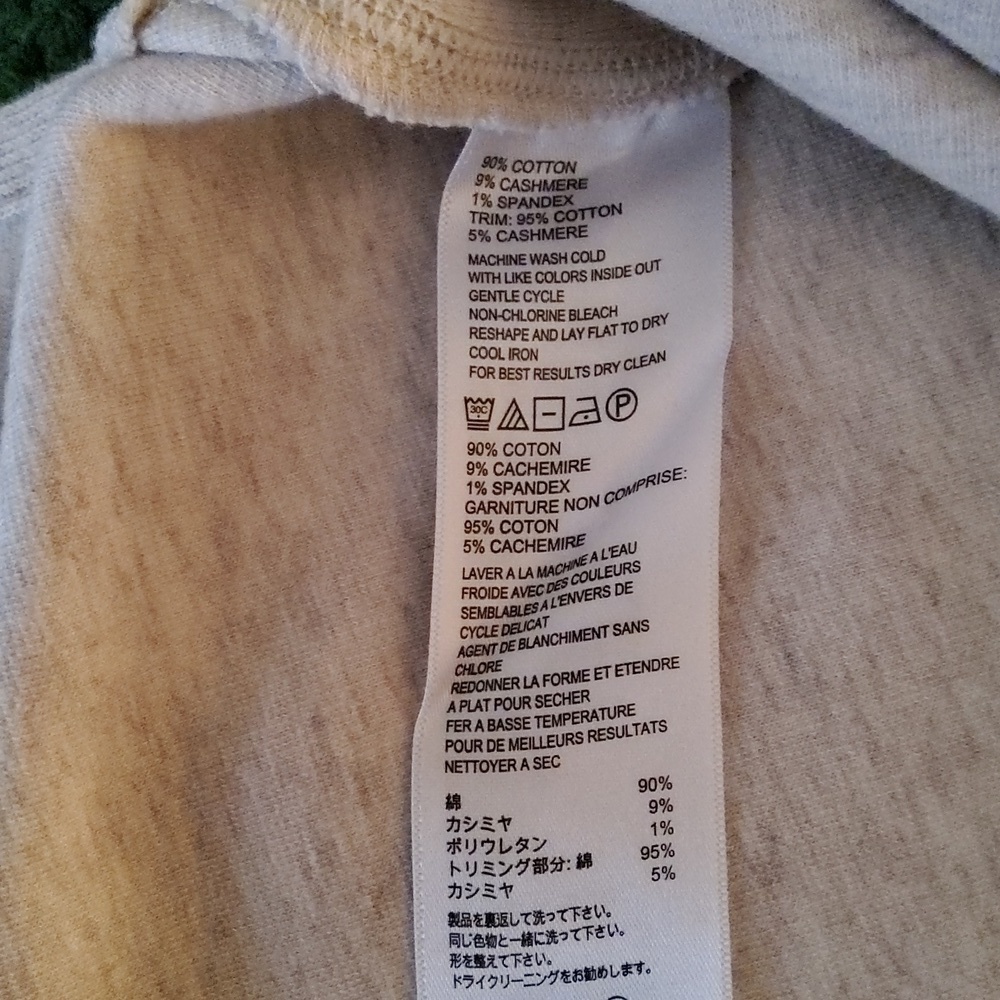 90% COTTON
9% CASHMERE
1% SPANDEX
TRIM: 95% COTTON
5% CASHMERE
MACHINE WASH COLD
WITH LIKE COLORS INSIDE OUT
GENTLE CYCLE
NON-CHLORINE BLEACH
RESHAPE AND LAY FLAT TO DRY
COOL IRON
FOR BEST RESULTS DRY CLEAN
30C P
90% COTON
9% CACHEMIRE
1% SPANDEX
GARNITURE NON COMPRISE:
95% COTON
5% CACHEMIRE
LAVER A LA MACHINE A L'EAU
FROIDE AVEC DES COULEURS
SEMBLABLES A L'ENVERS DE
CYCLE DELICAT
AGENT DE BLANCHIMENT SANS
CHLORE
REDONNER LA FORME ET ETENDRE
A PLAT POUR SECHER
FER A BASSE TEMPERATURE
POUR DE MEILLEURS RESULTATS
NETTOYER A SEC
綿 90%
カシミヤ 9%
ポリウレタン 1%
トリミング部分: 綿 95%
カシミヤ 5%
製品を裏返して洗って下さい。
同じ色物と一緒に洗って下さい。
形を整えて下さい。
ドライクリーニングをお勧めします。